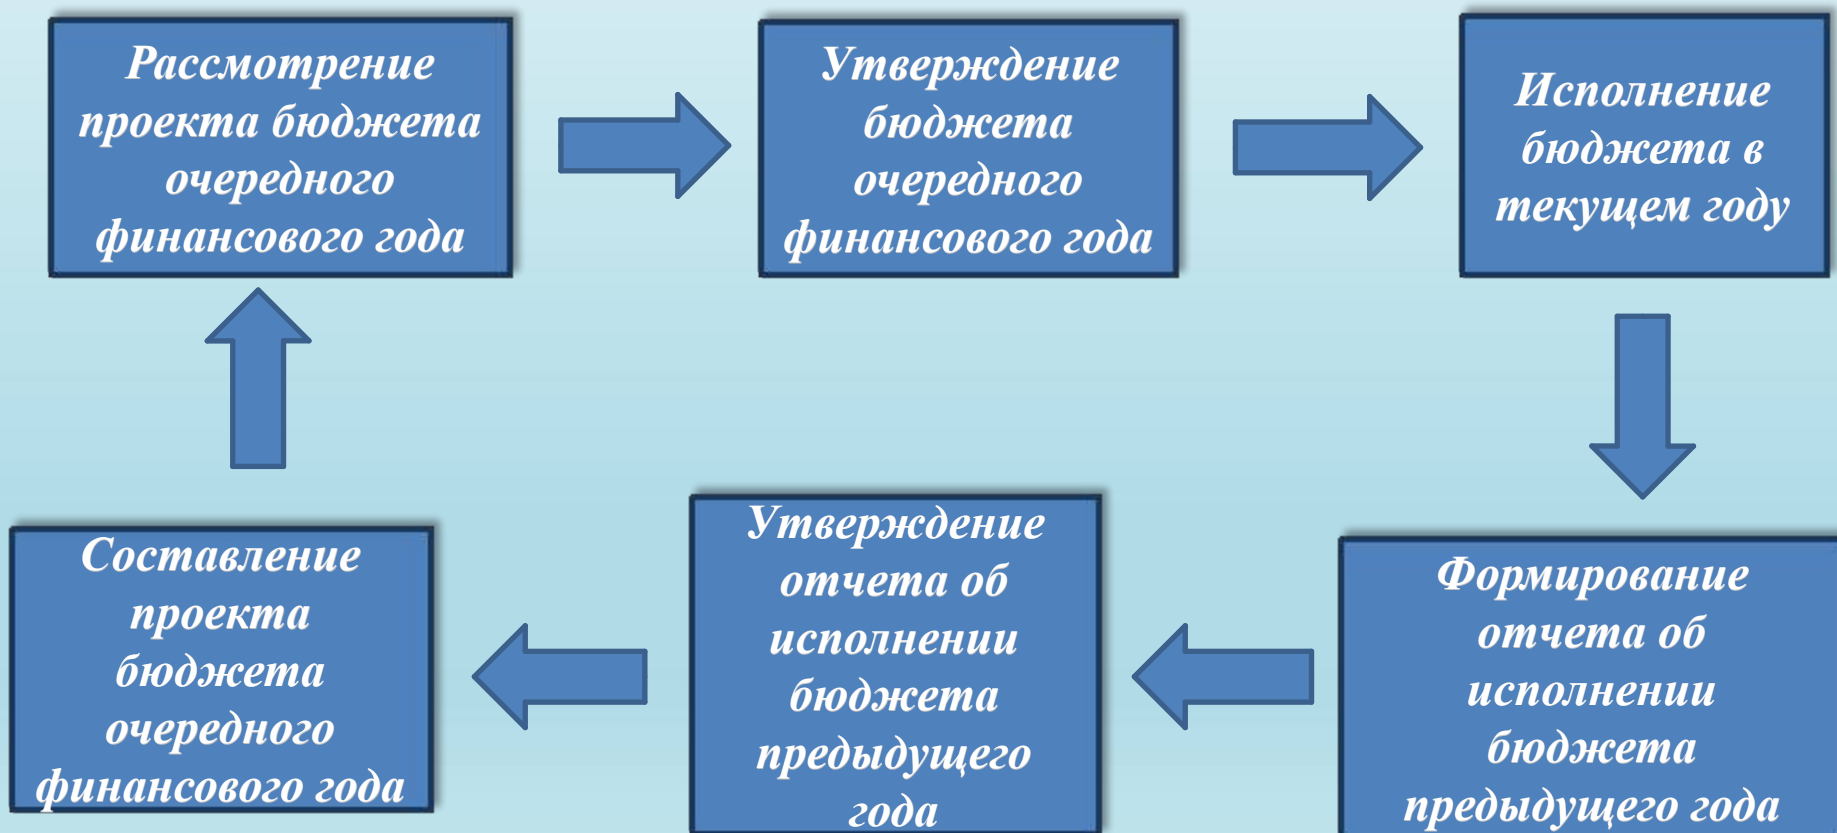 Рассмотрение
проекта бюджета
очередного
финансового года
Утверждение
бюджета
очередного
финансового года
Исполнение
бюджета в
текущем году
Составление
проекта
бюджета
очередного
финансового года
Утверждение
отчета об
исполнении
бюджета
предыдущего
года
Формирование
отчета об
исполнении
бюджета
предыдущего года